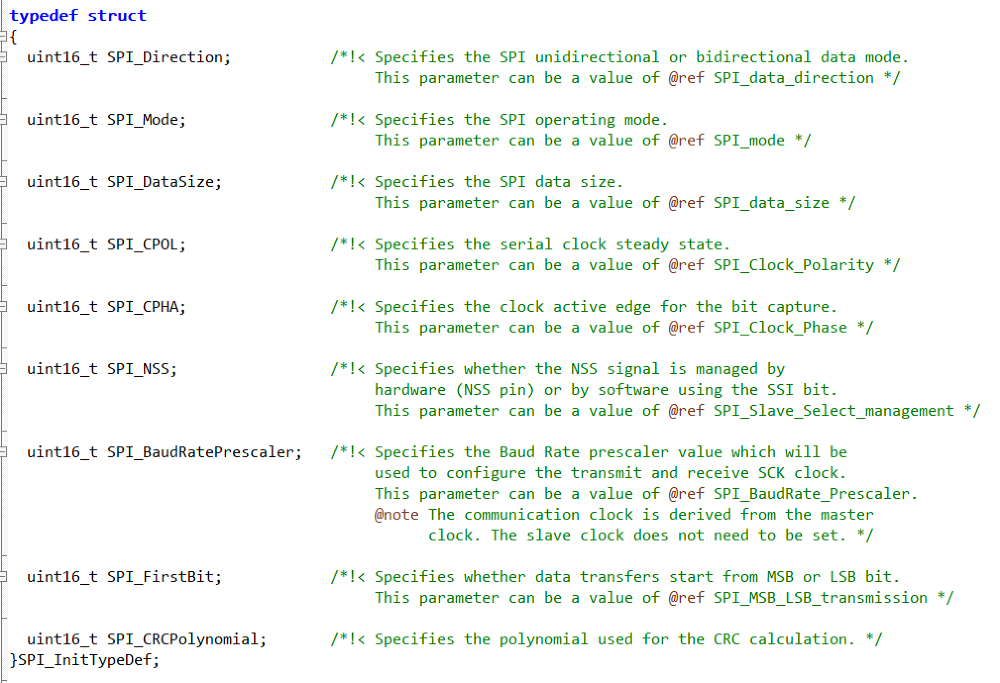 typedef struct
{
uint16_t SPI_Direction; /*!< Specifies the SPI unidirectional or bidirectional data mode.
This parameter can be a value of @ref SPI_data_direction */
uint16_t SPI_Mode; /*!< Specifies the SPI operating mode.
This parameter can be a value of @ref SPI_mode */
uint16_t SPI_DataSize; /*!< Specifies the SPI data size.
This parameter can be a value of @ref SPI_data_size */
uint16_t SPI_CPOL; /*!< Specifies the serial clock steady state.
This parameter can be a value of @ref SPI_Clock_Polarity */
uint16_t SPI_CPHA; /*!< Specifies the clock active edge for the bit capture.
This parameter can be a value of @ref SPI_Clock_Phase */
uint16_t SPI_NSS; /*!< Specifies whether the NSS signal is managed by
hardware (NSS pin) or by software using the SSI bit.
This parameter can be a value of @ref SPI_Slave_Select_management */
uint16_t SPI_BaudRatePrescaler; /*!< Specifies the Baud Rate prescaler value which will be
used to configure the transmit and receive SCK clock.
This parameter can be a value of @ref SPI_BaudRate_Prescaler.
@note The communication clock is derived from the master
clock. The slave clock does not need to be set. */
uint16_t SPI_FirstBit; /*!< Specifies whether data transfers start from MSB or LSB bit.
This parameter can be a value of @ref SPI_MSB_LSB_transmission */
uint16_t SPI_CRCPolynomial; /*!< Specifies the polynomial used for the CRC calculation. */
}SPI_InitTypeDef;